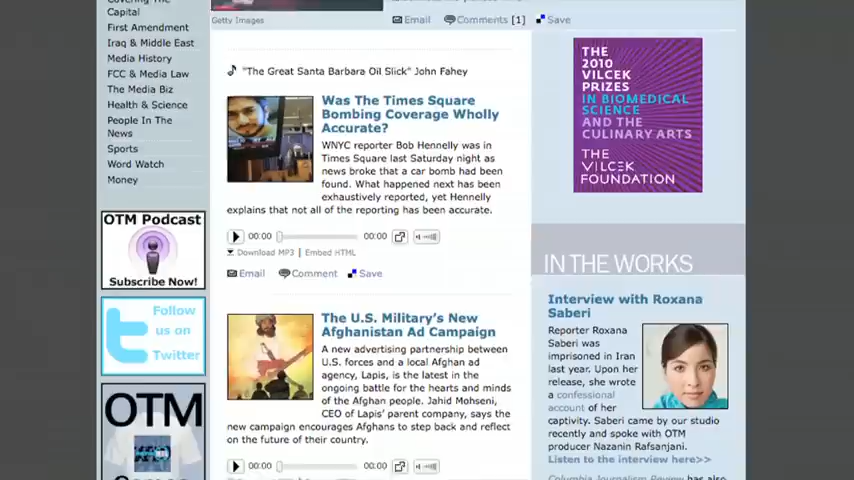 Covering The
Capital
First Amendment
Iraq & Middle East
Media History
FCC & Media Law
The Media Biz
Health & Science
People In The
News
Sports
Word Watch
Money
OTM Podcast
Subscribe Now!
Follow
us on
Twitter
OTM
Getty Images
Email
Comments [1]
Save
"The Great Santa Barbara Oil Slick" John Fahey
Was The Times Square
Bombing Coverage Wholly
Accurate?
WNYC reporter Bob Hennelly was in
Times Square last Saturday night as
news broke that a car bomb had been
found. What happened next has been
exhaustively reported, yet Hennelly
explains that not all of the reporting has been accurate.
00:00
00:00
Download MP3 | Embed HTML
Email
Comment
Save
The U.S. Military's New
Afghanistan Ad Campaign
A new advertising partnership between
U.S. forces and a local Afghan ad
agency, Lapis, is the latest in the
ongoing battle for the hearts and minds
of the Afghan people. Jahid Mohseni,
CEO of Lapis' parent company, says the
new campaign encourages Afghans to step back and reflect
on the future of their country.
00:00
00:00
THE
2010
VILCEK
PRIZES
IN BIOMEDICAL
SCIENCE
AND THE
CULINARY ARTS
THE
VILCEK
FOUNDATION
IN THE WORKS
Interview with Roxana
Saberi
Reporter Roxana
Saberi was
imprisoned in Iran
last year. Upon her
release, she wrote
a confessional
account of her
captivity. Saberi came by our studio
recently and spoke with OTM
producer Nazanin Rafsanjani.
Listen to the interview here>>
Columbia Journalism Review has also